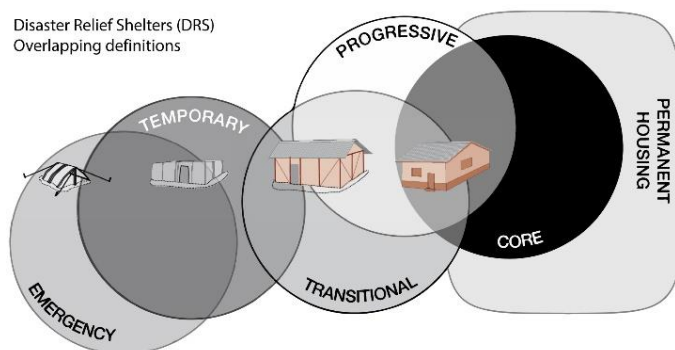 Disaster Relief Shelters (DRS)
Overlapping definitions
PROGRESSIVE
TEMPORARY
PERMANENT
HOUSING
CORE
TRANSITIONAL
EMERGENCY